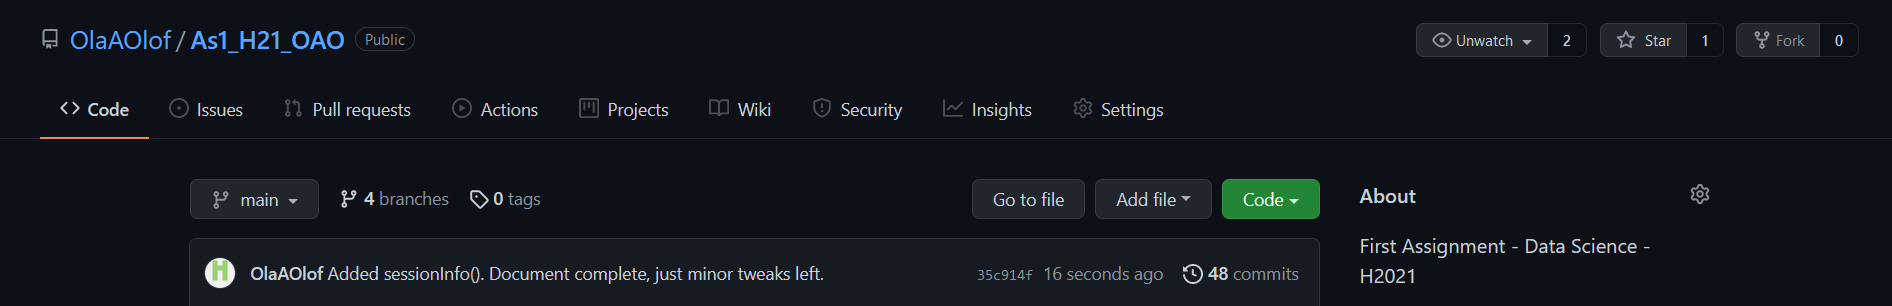 OlaAOlof / As1_H21_OAO Public
Unwatch 2 Star 1 Fork 0
Code Issues Pull requests Actions Projects Wiki Security Insights Settings
main 4 branches 0 tags Go to file Add file Code
About
First Assignment - Data Science -
H2021
OlaAOlof Added sessionInfo(). Document complete, just minor tweaks left. 35c914f 16 seconds ago 48 commits